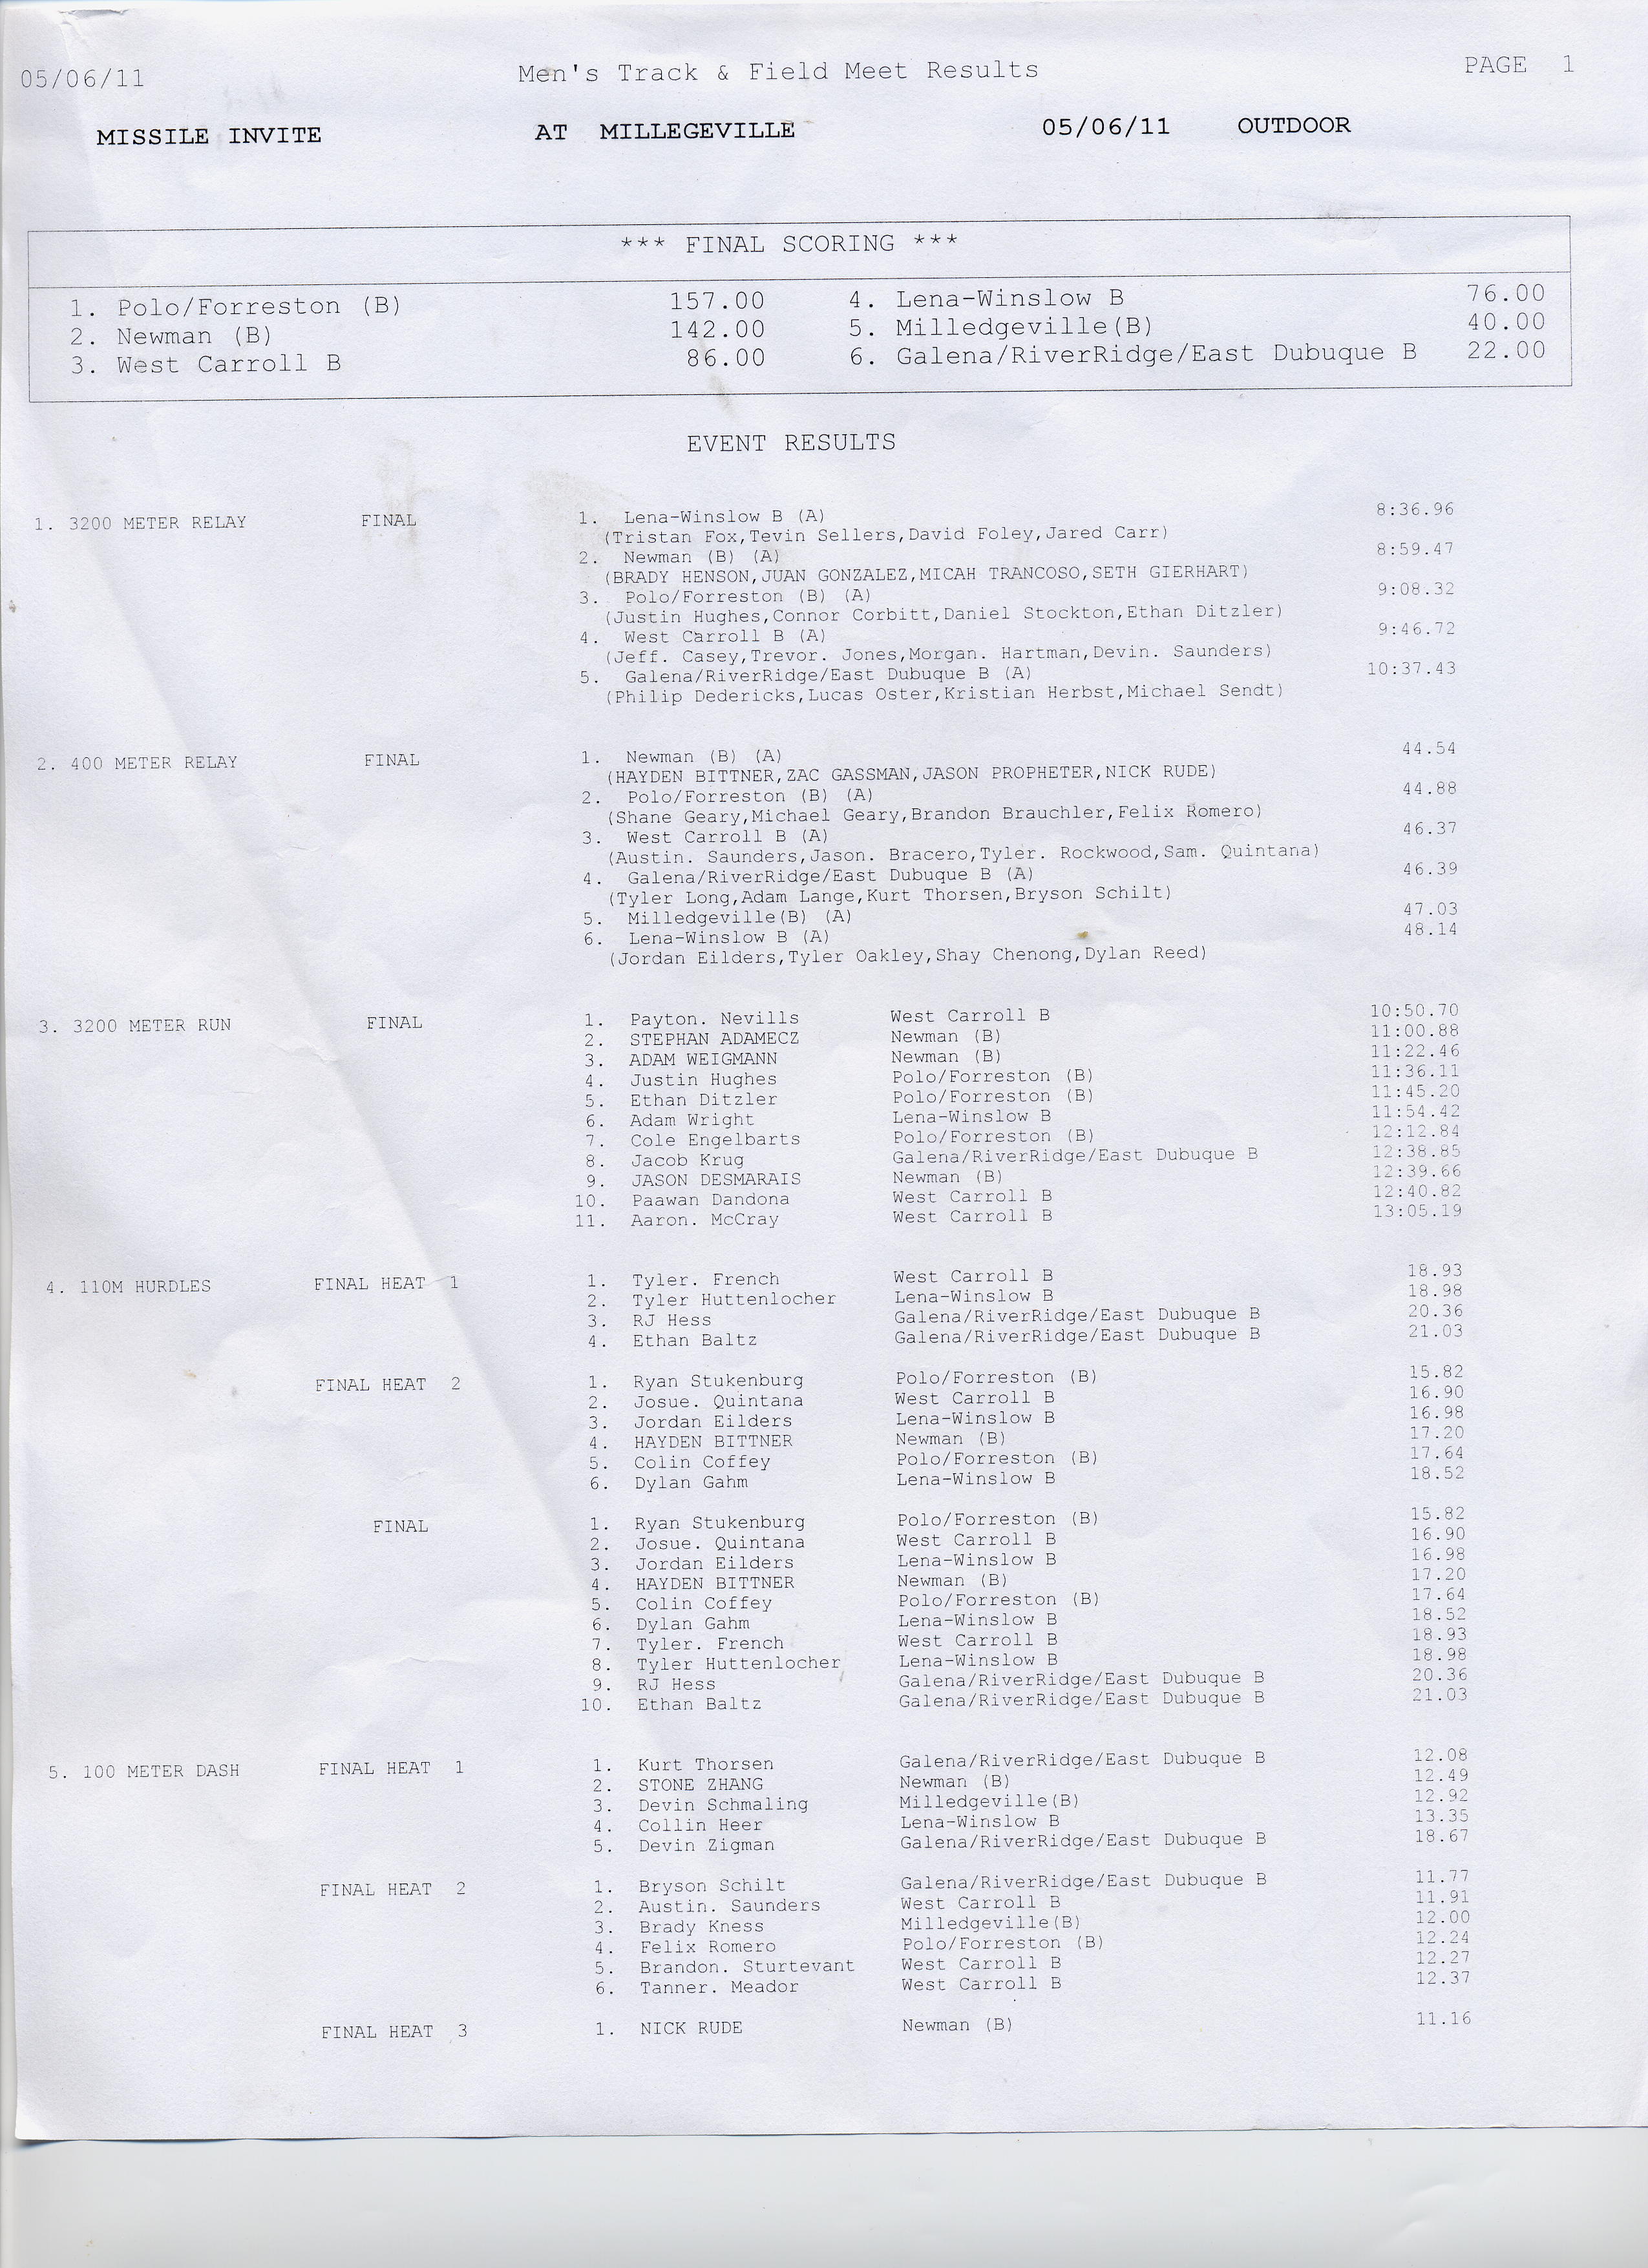 05/06/11 Men's Track & Field Meet Results PAGE 1
MISSILE INVITE AT MILLEGEVILLE 05/06/11 OUTDOOR
*** FINAL SCORING ***
1. Polo/Forreston (B) 157.00 4. Lena-Winslow B 76.00
2. Newman (B) 142.00 5. Milledgeville(B) 40.00
3. West Carroll B 86.00 6. Galena/RiverRidge/East Dubuque B 22.00
EVENT RESULTS
1. 3200 METER RELAY FINAL 1. Lena-Winslow B (A) 8:36.96
(Tristan Fox,Tevin Sellers,David Foley,Jared Carr)
2. Newman (B) (A) 8:59.47
(BRADY HENSON,JUAN GONZALEZ,MICAH TRANCOSO,SETH GIERHART)
3. Polo/Forreston (B) (A) 9:08.32
(Justin Hughes,Connor Corbitt,Daniel Stockton,Ethan Ditzler)
4. West Carroll B (A) 9:46.72
(Jeff. Casey,Trevor. Jones,Morgan. Hartman,Devin. Saunders)
5. Galena/RiverRidge/East Dubuque B (A) 10:37.43
(Philip Dedericks,Lucas Oster,Kristian Herbst,Michael Sendt)
2. 400 METER RELAY FINAL 1. Newman (B) (A) 44.54
(HAYDEN BITTNER,ZAC GASSMAN,JASON PROPHETER,NICK RUDE)
2. Polo/Forreston (B) (A) 44.88
(Shane Geary,Michael Geary,Brandon Brauchler,Felix Romero)
3. West Carroll B (A) 46.37
(Austin. Saunders,Jason. Bracero,Tyler. Rockwood,Sam. Quintana)
4. Galena/RiverRidge/East Dubuque B (A) 46.39
(Tyler Long,Adam Lange,Kurt Thorsen,Bryson Schilt)
5. Milledgeville(B) (A) 47.03
6. Lena-Winslow B (A) 48.14
(Jordan Eilders,Tyler Oakley,Shay Chenong,Dylan Reed)
3. 3200 METER RUN FINAL 1. Payton. Nevills West Carroll B 10:50.70
2. STEPHAN ADAMECZ Newman (B) 11:00.88
3. ADAM WEIGMANN Newman (B) 11:22.46
4. Justin Hughes Polo/Forreston (B) 11:36.11
5. Ethan Ditzler Polo/Forreston (B) 11:45.20
6. Adam Wright Lena-Winslow B 11:54.42
7. Cole Engelbarts Polo/Forreston (B) 12:12.84
8. Jacob Krug Galena/RiverRidge/East Dubuque B 12:38.85
9. JASON DESMARAIS Newman (B) 12:39.66
10. Paawan Dandona West Carroll B 12:40.82
11. Aaron. McCray West Carroll B 13:05.19
4. 110M HURDLES FINAL HEAT 1 1. Tyler. French West Carroll B 18.93
2. Tyler Huttenlocher Lena-Winslow B 18.98
3. RJ Hess Galena/RiverRidge/East Dubuque B 20.36
4. Ethan Baltz Galena/RiverRidge/East Dubuque B 21.03
FINAL HEAT 2 1. Ryan Stukenburg Polo/Forreston (B) 15.82
2. Josue. Quintana West Carroll B 16.90
3. Jordan Eilders Lena-Winslow B 16.98
4. HAYDEN BITTNER Newman (B) 17.20
5. Colin Coffey Polo/Forreston (B) 17.64
6. Dylan Gahm Lena-Winslow B 18.52
FINAL 1. Ryan Stukenburg Polo/Forreston (B) 15.82
2. Josue. Quintana West Carroll B 16.90
3. Jordan Eilders Lena-Winslow B 16.98
4. HAYDEN BITTNER Newman (B) 17.20
5. Colin Coffey Polo/Forreston (B) 17.64
6. Dylan Gahm Lena-Winslow B 18.52
7. Tyler. French West Carroll B 18.93
8. Tyler Huttenlocher Lena-Winslow B 18.98
9. RJ Hess Galena/RiverRidge/East Dubuque B 20.36
10. Ethan Baltz Galena/RiverRidge/East Dubuque B 21.03
5. 100 METER DASH FINAL HEAT 1 1. Kurt Thorsen Galena/RiverRidge/East Dubuque B 12.08
2. STONE ZHANG Newman (B) 12.49
3. Devin Schmaling Milledgeville(B) 12.92
4. Collin Heer Lena-Winslow B 13.35
5. Devin Zigman Galena/RiverRidge/East Dubuque B 18.67
FINAL HEAT 2 1. Bryson Schilt Galena/RiverRidge/East Dubuque B 11.77
2. Austin. Saunders West Carroll B 11.91
3. Brady Kness Milledgeville(B) 12.00
4. Felix Romero Polo/Forreston (B) 12.24
5. Brandon. Sturtevant West Carroll B 12.27
6. Tanner. Meador West Carroll B 12.37
FINAL HEAT 3 1. NICK RUDE Newman (B) 11.16